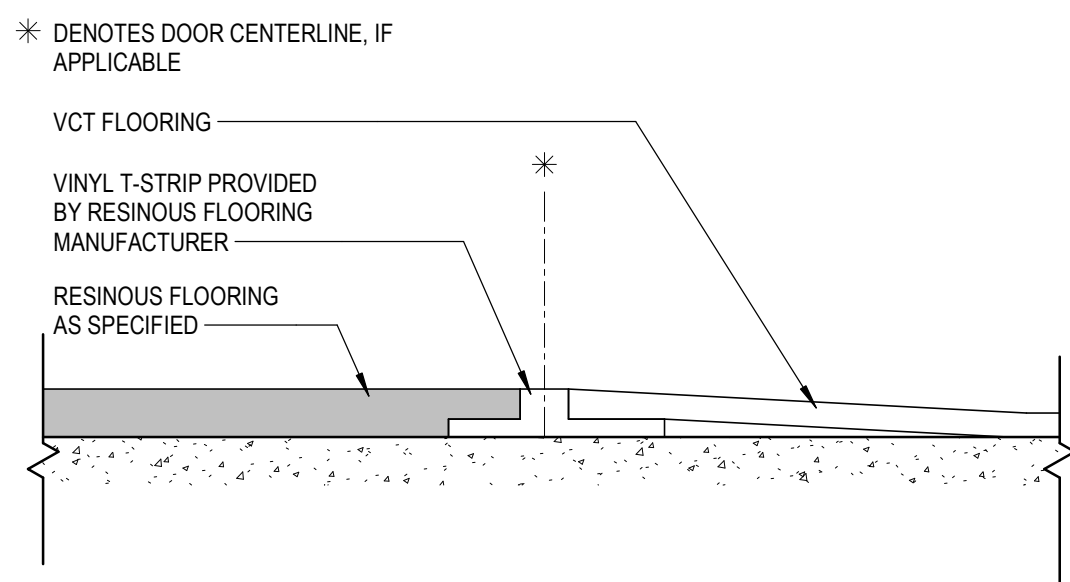 DENOTES DOOR CENTERLINE, IF
APPLICABLE
VCT FLOORING
VINYL T-STRIP PROVIDED
BY RESINOUS FLOORING
MANUFACTURER
RESINOUS FLOORING
AS SPECIFIED